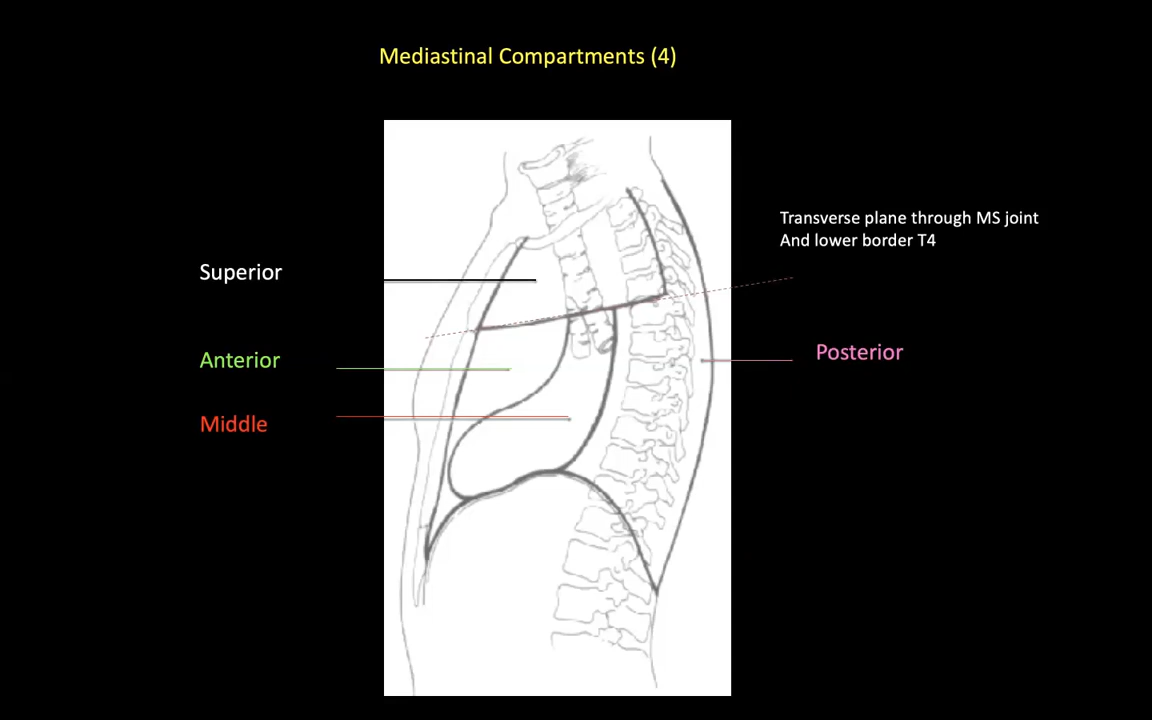 Mediastinal Compartments (4)
Transverse plane through MS joint
And lower border T4
Superior
Anterior
Posterior
Middle